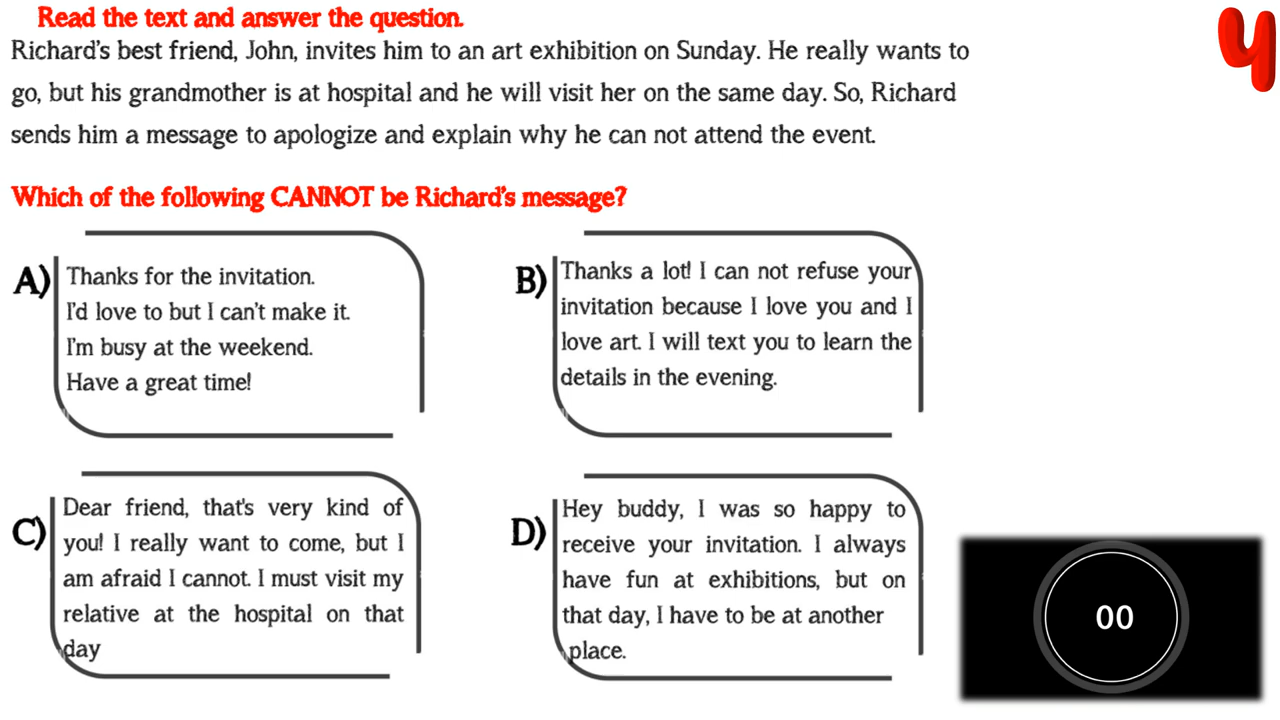 Read the text and answer the question.
4
Richard's best friend, John, invites him to an art exhibition on Sunday. He really wants to
go, but his grandmother is at hospital and he will visit her on the same day. So, Richard
sends him a message to apologize and explain why he can not attend the event.
Which of the following CANNOT be Richard's message?
A)
Thanks for the invitation.
I'd love to but I can't make it.
I'm busy at the weekend.
Have a great time!
B)
Thanks a lot! I can not refuse your
invitation because I love you and I
love art. I will text you to learn the
details in the evening.
C)
Dear friend, that's very kind of
you! I really want to come, but I
am afraid I cannot. I must visit my
relative at the hospital on that
day
D)
Hey buddy, I was so happy to
receive your invitation. I always
have fun at exhibitions, but on
that day, I have to be at another
place.
00